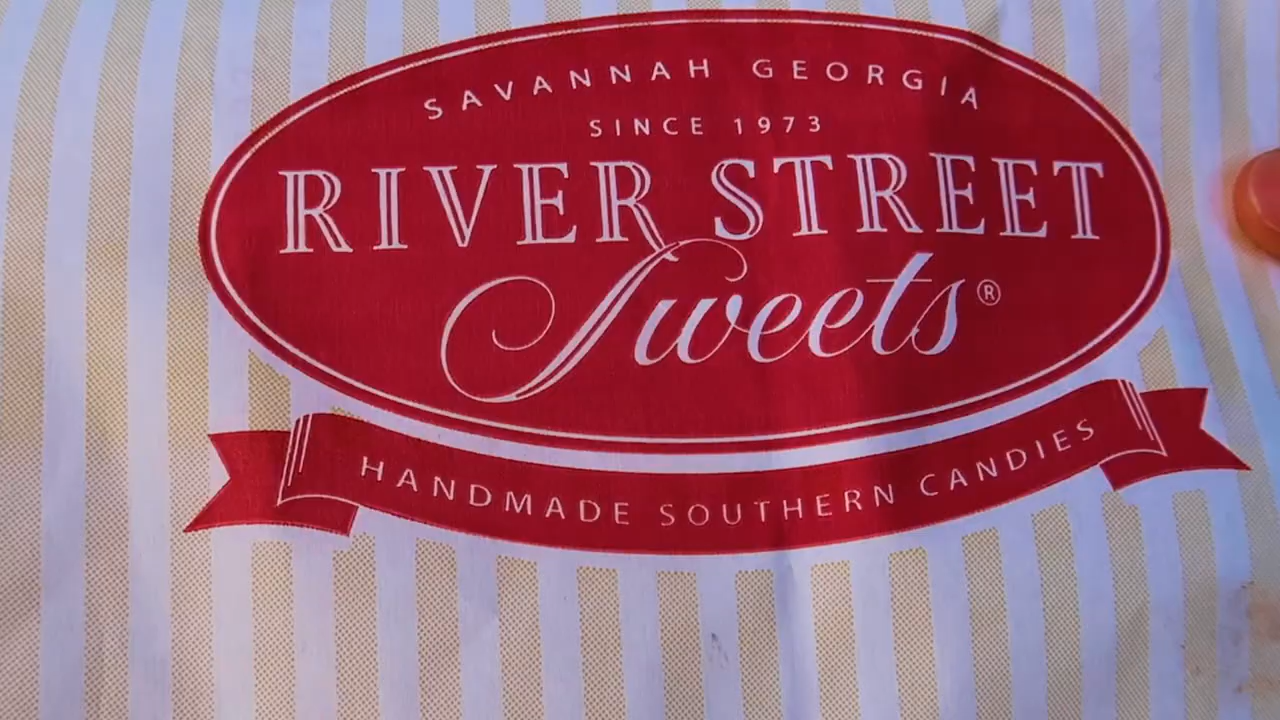 SAVANNAH GEORGIA
SINCE 1973
RIVER STREET
Sweets®
HANDMADE SOUTHERN CANDIES